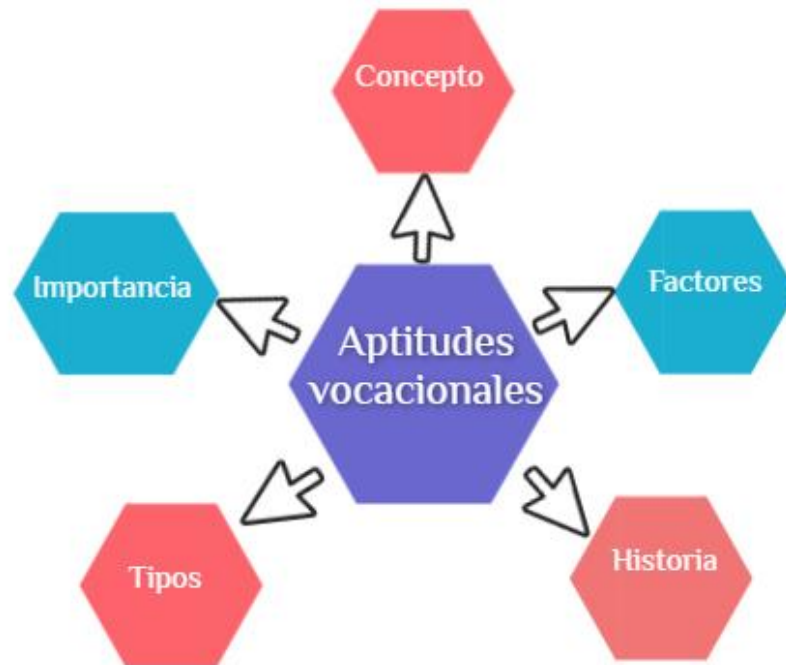 Concepto
Importancia
Factores
Aptitudes
vocacionales
Tipos
Historia